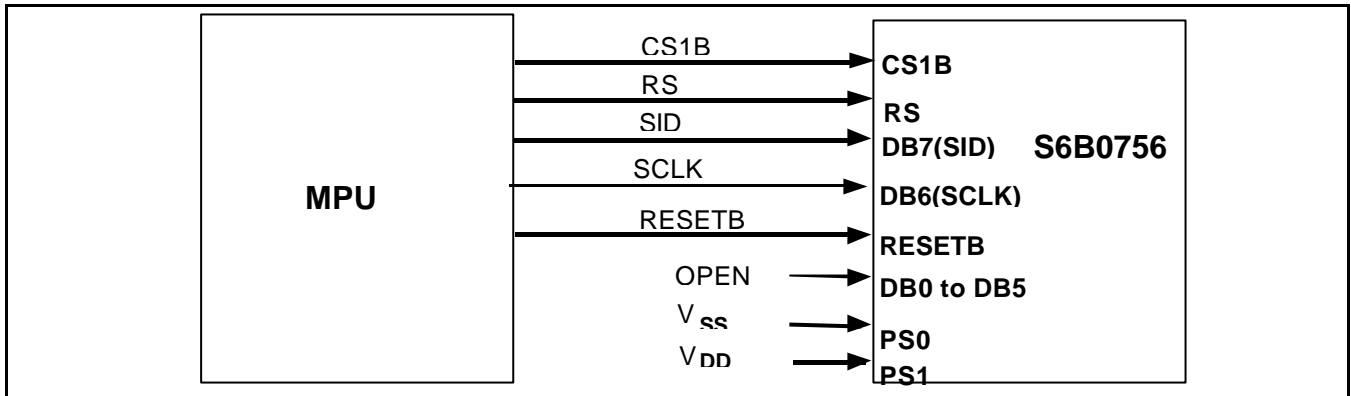 MPU
CS1B
RS
SID
SCLK
RESETB
OPEN
VSS
VDD
CS1B
RS
DB7(SID)
S6B0756
DB6(SCLK)
RESETB
DB0 to DB5
PS0
PS1